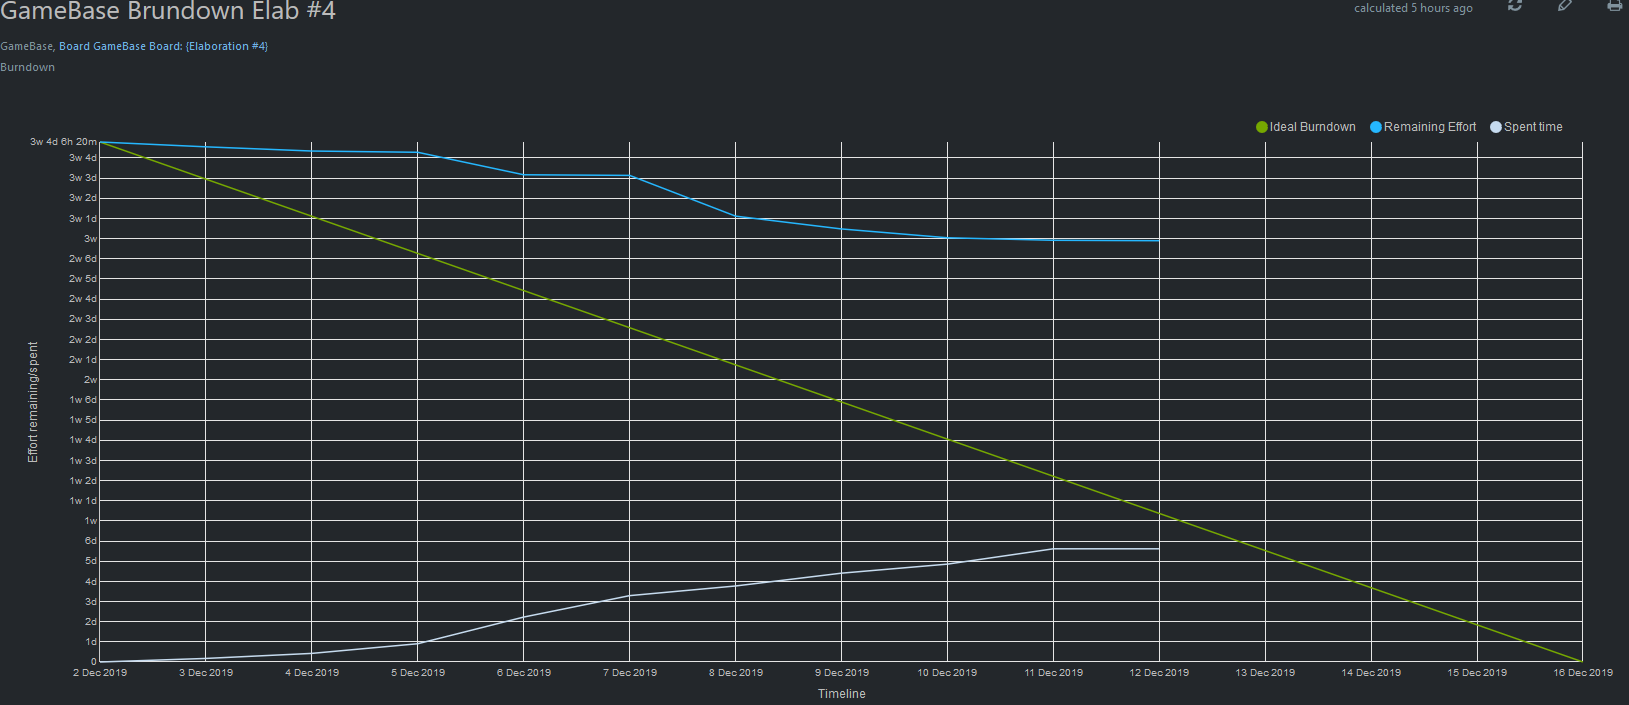 GameBase Brundown Elab #4
calculated 5 hours ago
GameBase, Board GameBase Board: {Elaboration #4}
Burndown
Ideal Burndown
Remaining Effort
Spent time
3w 4d 6h 20m
3w 4d
3w 3d
3w 2d
3w 1d
3w
2w 6d
2w 5d
2w 4d
2w 3d
2w 2d
2w 1d
2w
1w 6d
1w 5d
1w 4d
1w 3d
1w 2d
1w 1d
1w
6d
5d
4d
3d
2d
1d
0
Effort remaining/spent
2 Dec 2019
3 Dec 2019
4 Dec 2019
5 Dec 2019
6 Dec 2019
7 Dec 2019
8 Dec 2019
9 Dec 2019
10 Dec 2019
11 Dec 2019
12 Dec 2019
13 Dec 2019
14 Dec 2019
15 Dec 2019
16 Dec 2019
Timeline